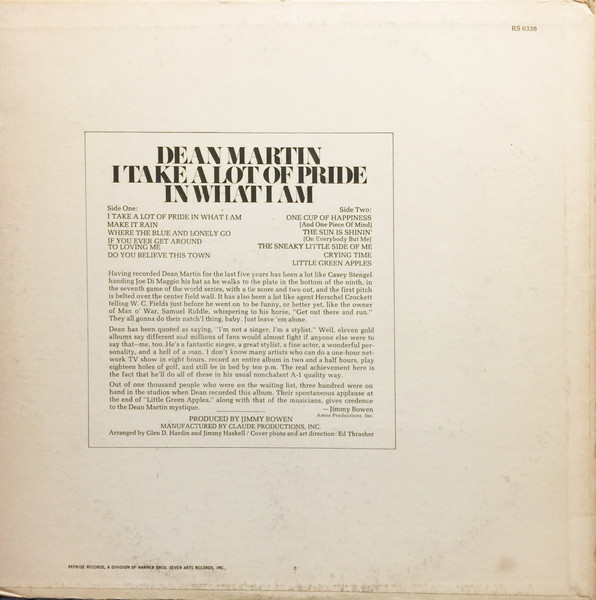 RS 6338
DEAN MARTIN
I TAKE A LOT OF PRIDE
IN WHAT I AM
Side One:
I TAKE A LOT OF PRIDE IN WHAT I AM
MAKE IT RAIN
WHERE THE BLUE AND LONELY GO
IF YOU EVER GET AROUND
TO LOVING ME
DO YOU BELIEVE THIS TOWN
Side Two:
ONE CUP OF HAPPINESS
(And One Piece Of Mind)
THE SUN IS SHININ'
(On Everybody But Me)
THE SNEAKY LITTLE SIDE OF ME
CRYING TIME
LITTLE GREEN APPLES
Having recorded Dean Martin for the last five years has been a lot like Casey Stengel
handing Joe Di Maggio his bat as he walks to the plate in the bottom of the ninth, in
the seventh game of the world series, with a tie score and two out, and the first pitch
is belted over the center field wall. It has also been a lot like agent Herschel Crockett
telling W. C. Fields just before he went on to be funny, or better yet, like the owner
of Man o' War, Samuel Riddle, whispering to his horse, "Get out there and run."
They all gonna do their natch'l thing, baby. Just leave 'em alone.
Dean has been quoted as saying, "I'm not a singer, I'm a stylist." Well, eleven gold
albums say different and millions of fans would almost fight if anyone else were to
say that—me, too. He's a fantastic singer, a great stylist, a fine actor, a wonderful per-
sonality, and a hell of a man. I don't know many artists who can do a one-hour net-
work TV show in eight hours, record an entire album in two and a half hours, play
eighteen holes of golf, and still be in bed by ten p.m. The real achievement here is
the fact that he'll do all of these in his usual nonchalant A-1 quality way.
Out of one thousand people who were on the waiting list, three hundred were on
hand in the studios when Dean recorded this album. Their spontaneous applause at
the end of "Little Green Apples," along with that of the musicians, gives credence
to the Dean Martin mystique.
—Jimmy Bowen
Amos Productions, Inc.
PRODUCED BY JIMMY BOWEN
MANUFACTURED BY CLAUDE PRODUCTIONS, INC.
Arranged by Glen D. Hardin and Jimmy Haskell / Cover photo and art direction: Ed Thrasher
REPRISE RECORDS, A DIVISION OF WARNER BROS.-SEVEN ARTS RECORDS, INC.,